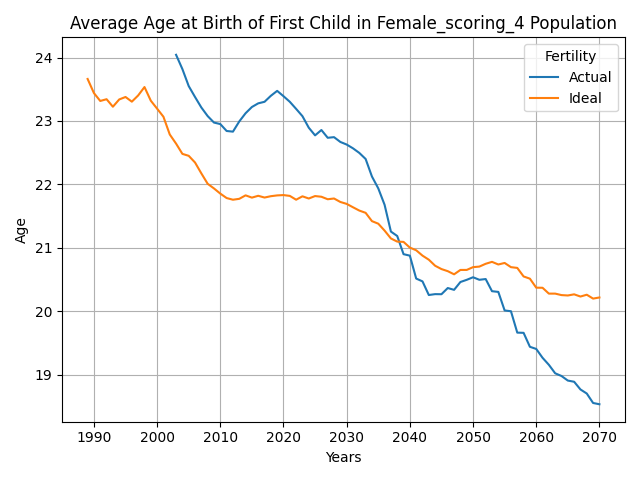 Average Age at Birth of First Child in Female_scoring_4 Population
Fertility
Actual
Ideal
Age
24
23
22
21
20
19
1990 2000 2010 2020 2030 2040 2050 2060 2070
Years